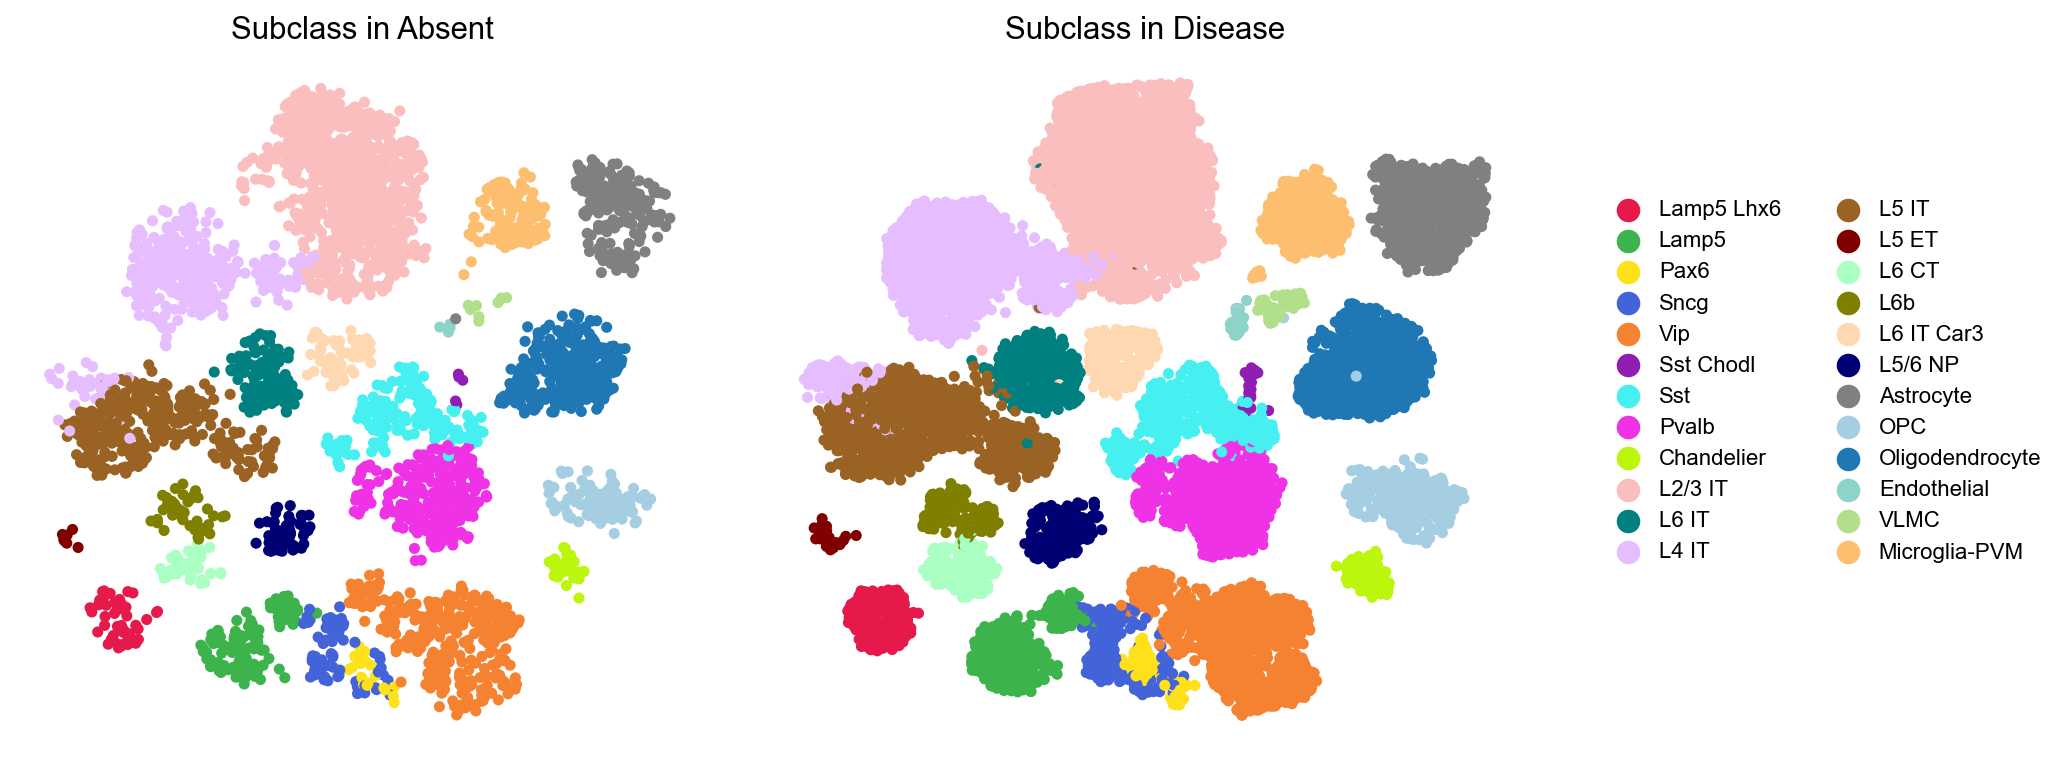 Subclass in Absent
Subclass in Disease
Lamp5 Lhx6
Lamp5
Pax6
Sncg
Vip
Sst Chodl
Sst
Pvalb
Chandelier
L2/3 IT
L6 IT
L4 IT
L5 IT
L5 ET
L6 CT
L6b
L6 IT Car3
L5/6 NP
Astrocyte
OPC
Oligodendrocyte
Endothelial
VLMC
Microglia-PVM